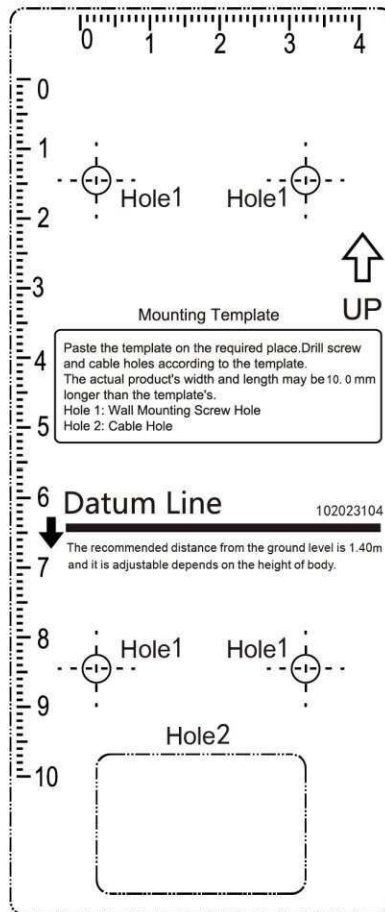 0 1 2 3 4
0
1
Hole1 Hole1
2
3
UP
Mounting Template
4
Paste the template on the required place.Drill screw
and cable holes according to the template.
The actual product's width and length may be 10. 0 mm
longer than the template's.
Hole 1: Wall Mounting Screw Hole
Hole 2: Cable Hole
5
6
Datum Line 102023104
The recommended distance from the ground level is 1.40m
and it is adjustable depends on the height of body.
7
8
Hole1 Hole1
9
Hole2
10